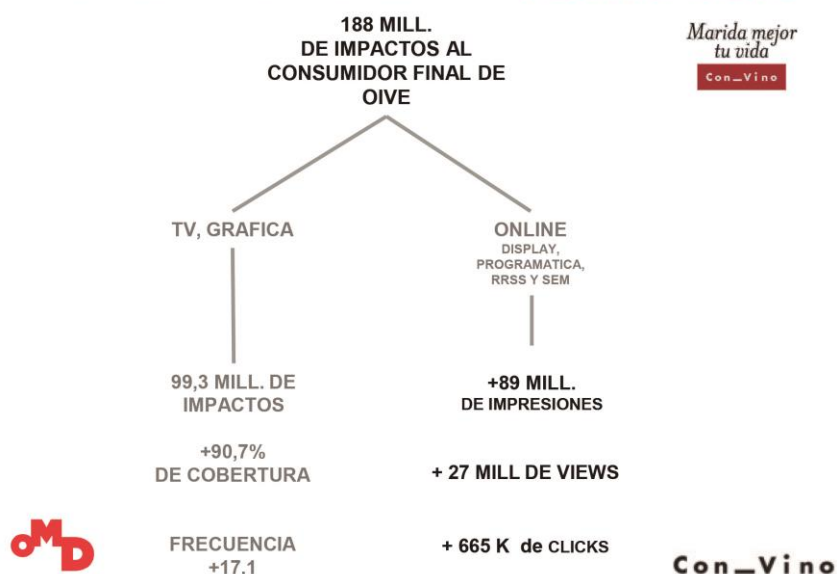 188 MILL.
DE IMPACTOS AL
CONSUMIDOR FINAL DE
OIVE
Marida mejor
tu vida
Con_Vino
TV, GRAFICA
ONLINE
DISPLAY,
PROGRAMATICA,
RRSS Y SEM
99,3 MILL. DE
IMPACTOS
+90,7%
DE COBERTURA
FRECUENCIA
+17,1
+89 MILL.
DE IMPRESIONES
+ 27 MILL DE VIEWS
+ 665 K de CLICKS
OMD
Con_Vino